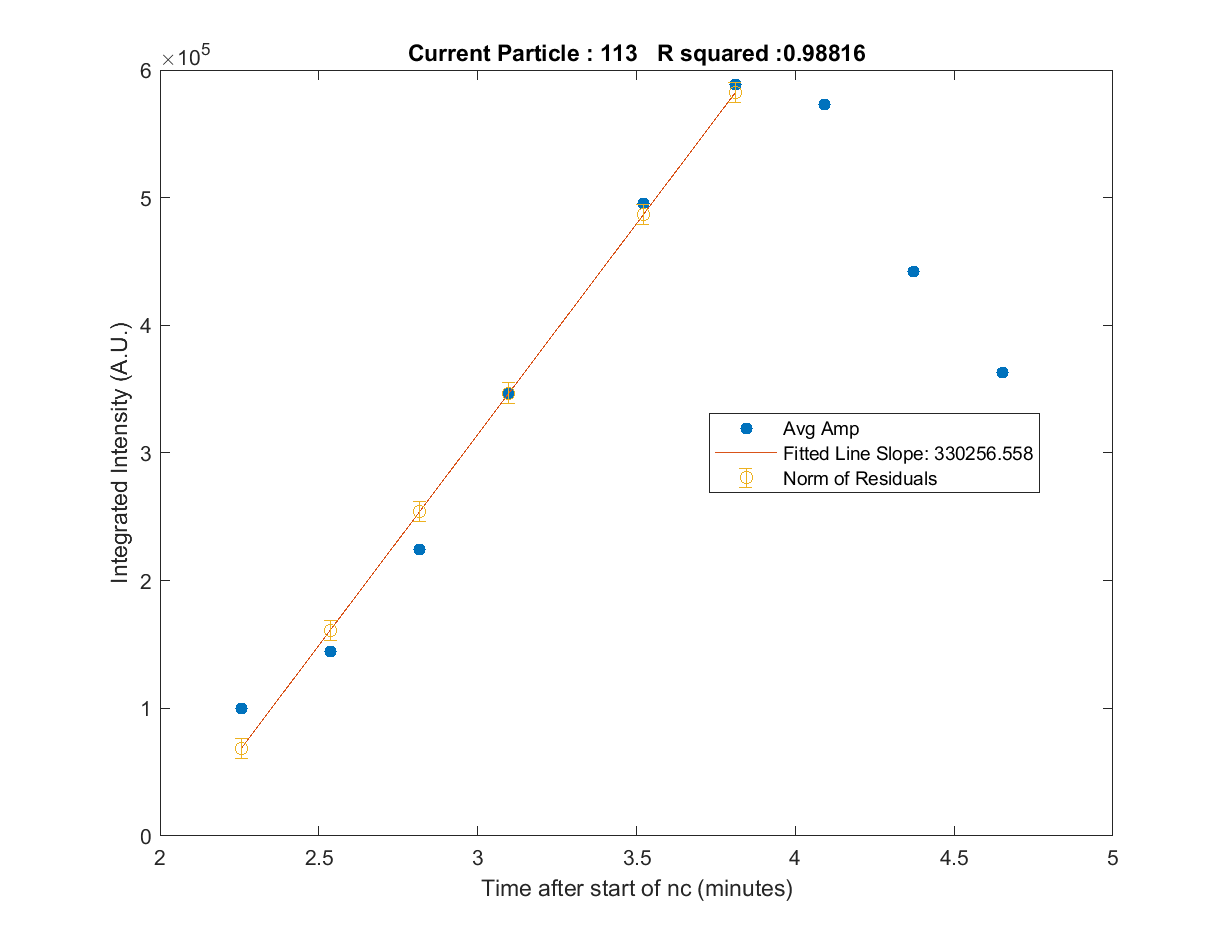 Current Particle : 113 R squared :0.98816
×10^5
6
5
4
3
2
1
0
Integrated Intensity (A.U.)
Avg Amp
Fitted Line Slope: 330256.558
Norm of Residuals
2 2.5 3 3.5 4 4.5 5
Time after start of nc (minutes)